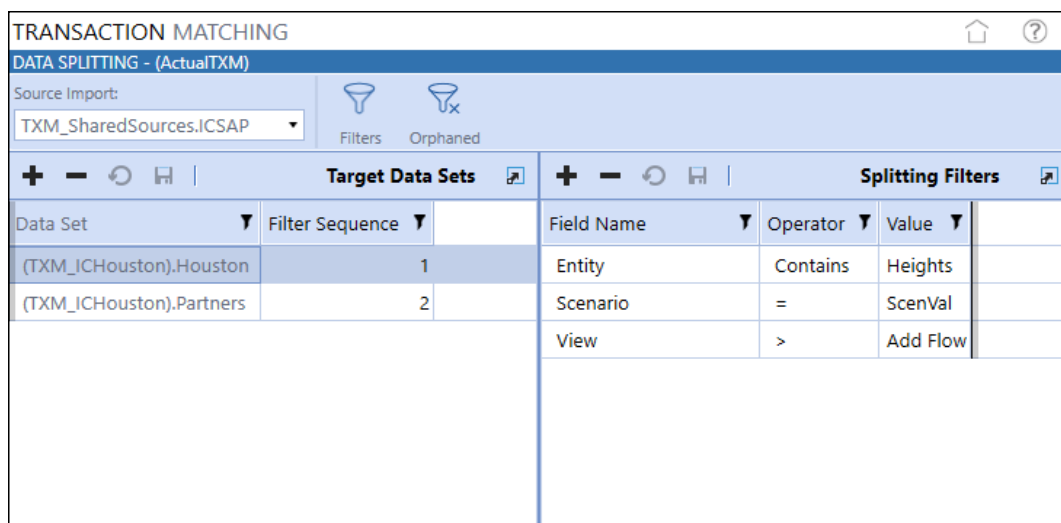 TRANSACTION MATCHING
DATA SPLITTING - (ActualTXM)
Source Import:
TXM_SharedSources.ICSAP
Filters Orphaned
Target Data Sets
Data Set Filter Sequence
(TXM_ICHouston).Houston 1
(TXM_ICHouston).Partners 2
Splitting Filters
Field Name Operator Value
Entity Contains Heights
Scenario = ScenVal
View > Add Flow